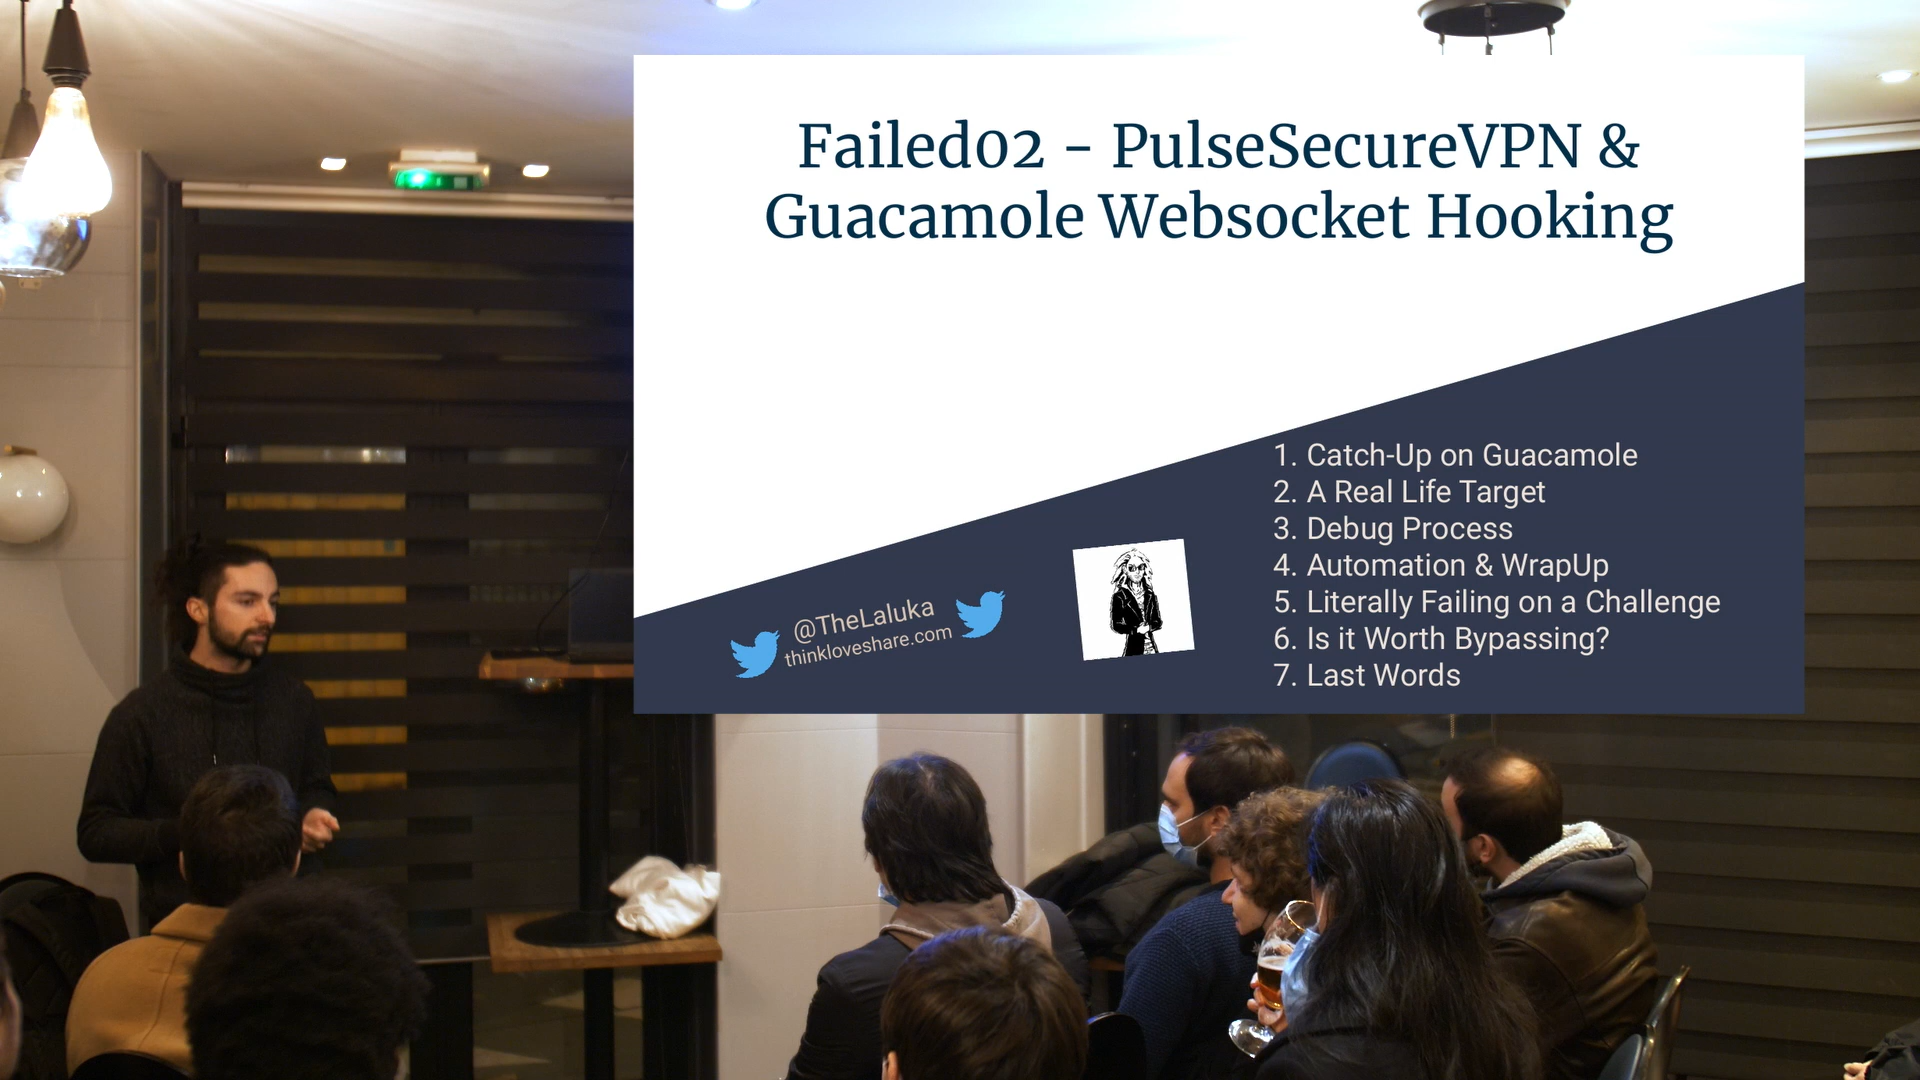 Failed02 - PulseSecureVPN &
Guacamole Websocket Hooking
1. Catch-Up on Guacamole
2. A Real Life Target
3. Debug Process
4. Automation & WrapUp
5. Literally Failing on a Challenge
6. Is it Worth Bypassing?
7. Last Words
@TheLaluka
thinkloveshare.com